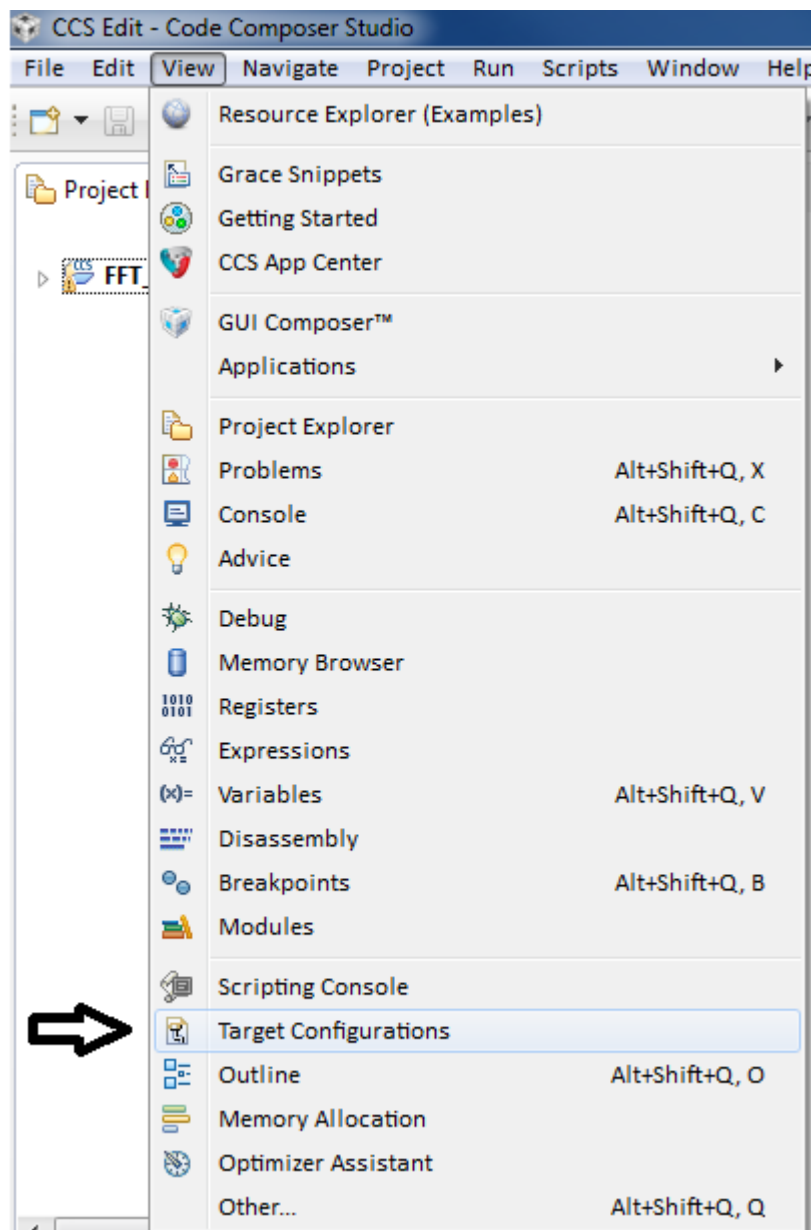 CCS Edit - Code Composer Studio
File Edit View Navigate Project Run Scripts Window Help
Resource Explorer (Examples)
Project
Grace Snippets
Getting Started
CCS App Center
CCS FFT_
GUI Composer™
Applications
Project Explorer
Problems Alt+Shift+Q, X
Console Alt+Shift+Q, C
Advice
Debug
Memory Browser
1010
0101 Registers
Expressions
(x)= Variables Alt+Shift+Q, V
Disassembly
Breakpoints Alt+Shift+Q, B
Modules
Scripting Console
Target Configurations
Outline Alt+Shift+Q, O
Memory Allocation
Optimizer Assistant
Other... Alt+Shift+Q, Q